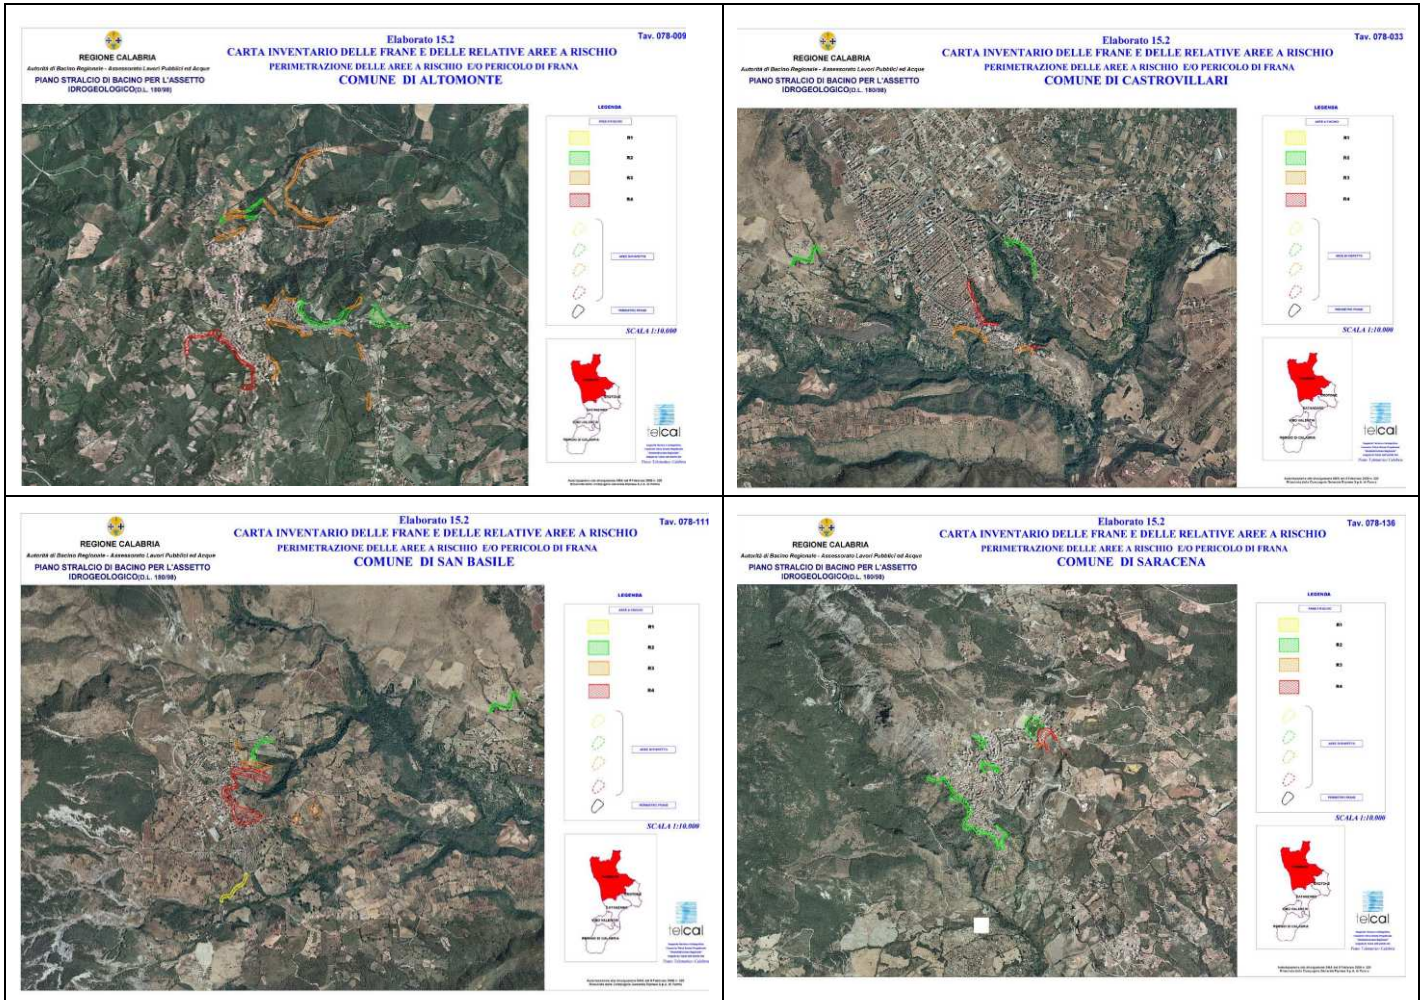 REGIONE CALABRIA
Autorità di Bacino Regionale - Assessorato Lavori Pubblici ed Acque
PIANO STRALCIO DI BACINO PER L'ASSETTO
IDROGEOLOGICO(D.L. 180/98)
Elaborato 15.2
CARTA INVENTARIO DELLE FRANE E DELLE RELATIVE AREE A RISCHIO
PERIMETRAZIONE DELLE AREE A RISCHIO E/O PERICOLO DI FRANA
COMUNE DI ALTOMONTE
Tav. 078-009
LEGENDA
R1
R2
R3
R4
SCALA 1:10.000
telcal
REGIONE CALABRIA
Autorità di Bacino Regionale - Assessorato Lavori Pubblici ed Acque
PIANO STRALCIO DI BACINO PER L'ASSETTO
IDROGEOLOGICO(D.L. 180/98)
Elaborato 15.2
CARTA INVENTARIO DELLE FRANE E DELLE RELATIVE AREE A RISCHIO
PERIMETRAZIONE DELLE AREE A RISCHIO E/O PERICOLO DI FRANA
COMUNE DI CASTROVILLARI
Tav. 078-033
LEGENDA
R1
R2
R3
R4
SCALA 1:10.000
telcal
REGIONE CALABRIA
Autorità di Bacino Regionale - Assessorato Lavori Pubblici ed Acque
PIANO STRALCIO DI BACINO PER L'ASSETTO
IDROGEOLOGICO(D.L. 180/98)
Elaborato 15.2
CARTA INVENTARIO DELLE FRANE E DELLE RELATIVE AREE A RISCHIO
PERIMETRAZIONE DELLE AREE A RISCHIO E/O PERICOLO DI FRANA
COMUNE DI SAN BASILE
Tav. 078-111
LEGENDA
R1
R2
R3
R4
SCALA 1:10.000
telcal
REGIONE CALABRIA
Autorità di Bacino Regionale - Assessorato Lavori Pubblici ed Acque
PIANO STRALCIO DI BACINO PER L'ASSETTO
IDROGEOLOGICO(D.L. 180/98)
Elaborato 15.2
CARTA INVENTARIO DELLE FRANE E DELLE RELATIVE AREE A RISCHIO
PERIMETRAZIONE DELLE AREE A RISCHIO E/O PERICOLO DI FRANA
COMUNE DI SARACENA
Tav. 078-136
LEGENDA
R1
R2
R3
R4
SCALA 1:10.000
telcal